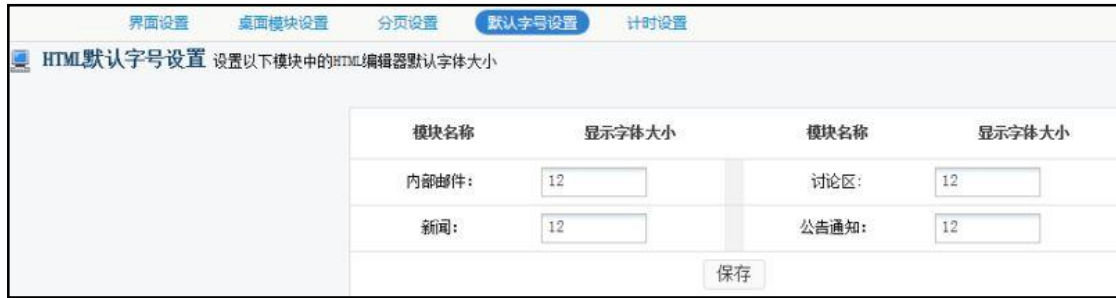 界面设置 桌面模块设置 分页设置 默认字号设置 计时设置
HTML默认字号设置 设置以下模块中的HTML编辑器默认字体大小
模块名称 显示字体大小 模块名称 显示字体大小
内部邮件： 12 讨论区: 12
新闻： 12 公告通知： 12
保存